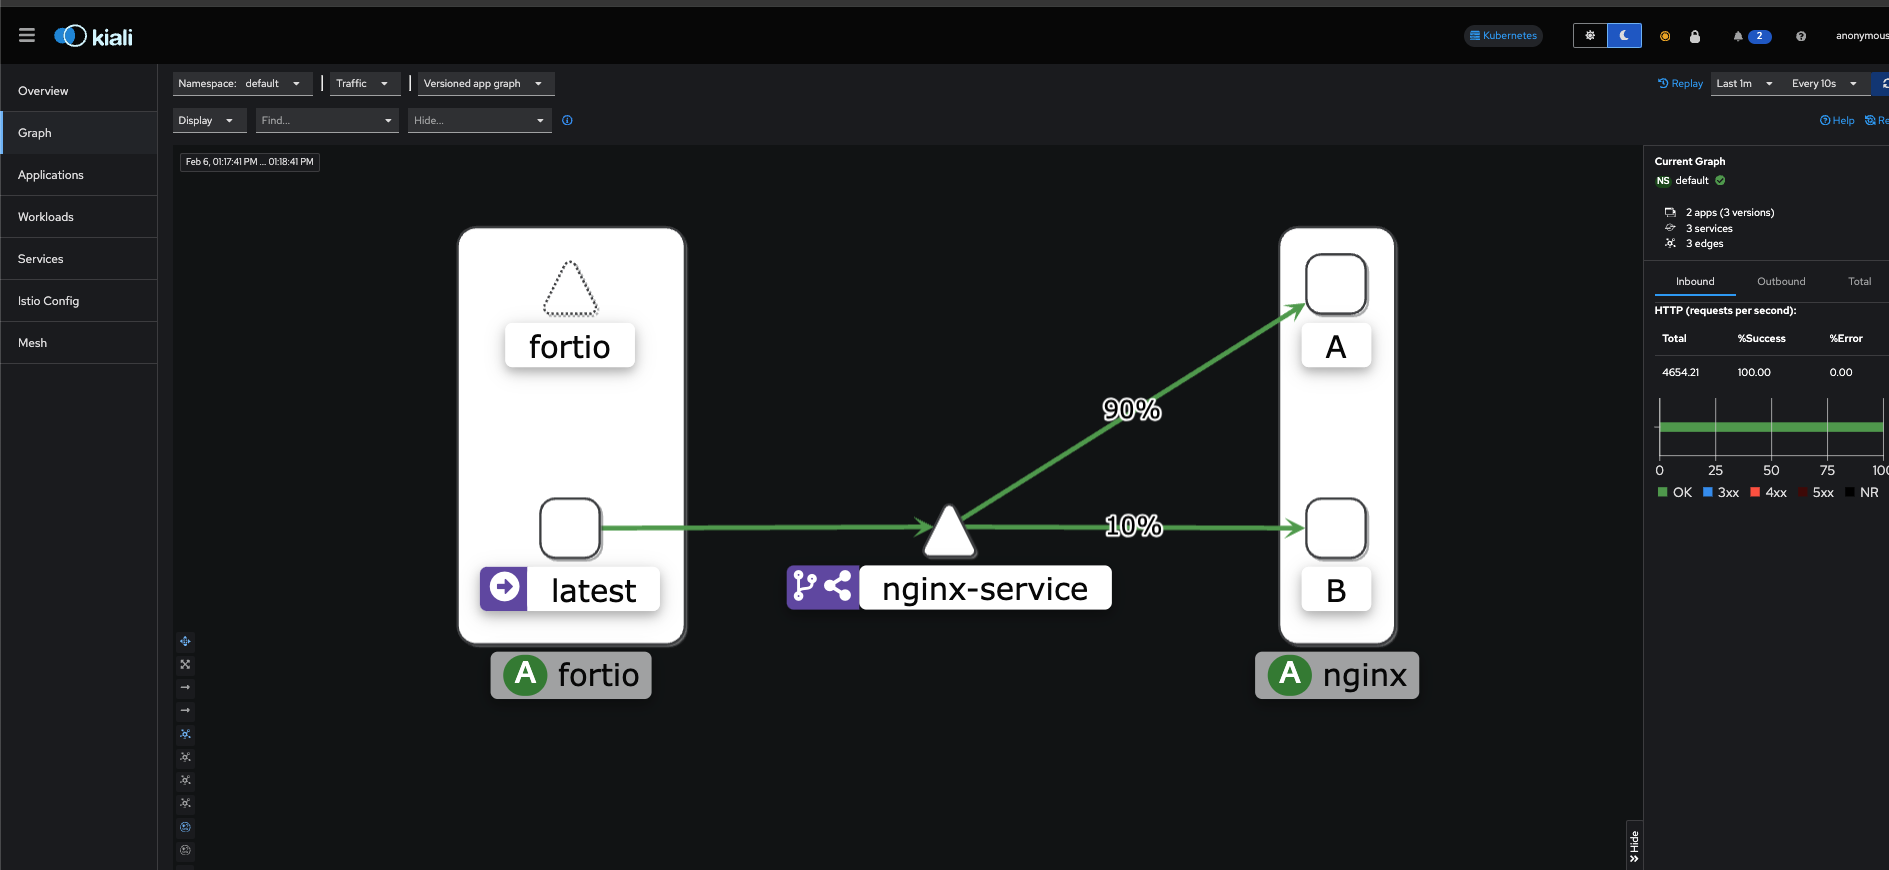 kiali
Kubernetes
2
anonymous
Overview
Graph
Applications
Workloads
Services
Istio Config
Mesh
Namespace: default
Traffic
Versioned app graph
Replay
Last 1m
Every 10s
Display
Find...
Hide...
Help
Re
Feb 6, 01:17:41 PM ... 01:18:41 PM
fortio
latest
A fortio
90%
10%
nginx-service
A
B
A nginx
Current Graph
NS default
2 apps (3 versions)
3 services
3 edges
Inbound Outbound Total
HTTP (requests per second):
Total %Success %Error
4654.21 100.00 0.00
0 25 50 75 100
OK 3xx 4xx 5xx NR
Hide